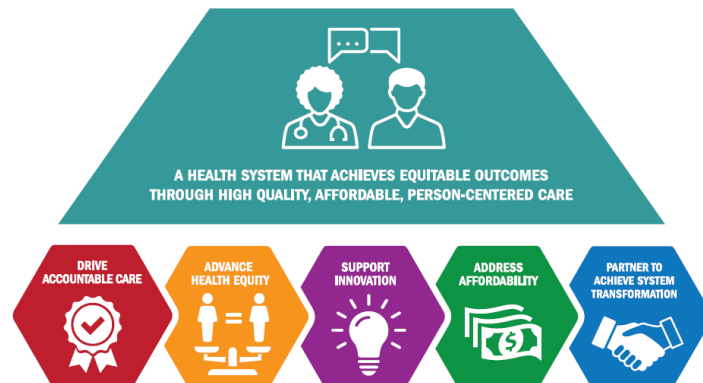 A HEALTH SYSTEM THAT ACHIEVES EQUITABLE OUTCOMES
THROUGH HIGH QUALITY, AFFORDABLE, PERSON-CENTERED CARE
DRIVE
ACCOUNTABLE CARE
ADVANCE
HEALTH EQUITY
=
SUPPORT
INNOVATION
ADDRESS
AFFORDABILITY
$
PARTNER TO
ACHIEVE SYSTEM
TRANSFORMATION